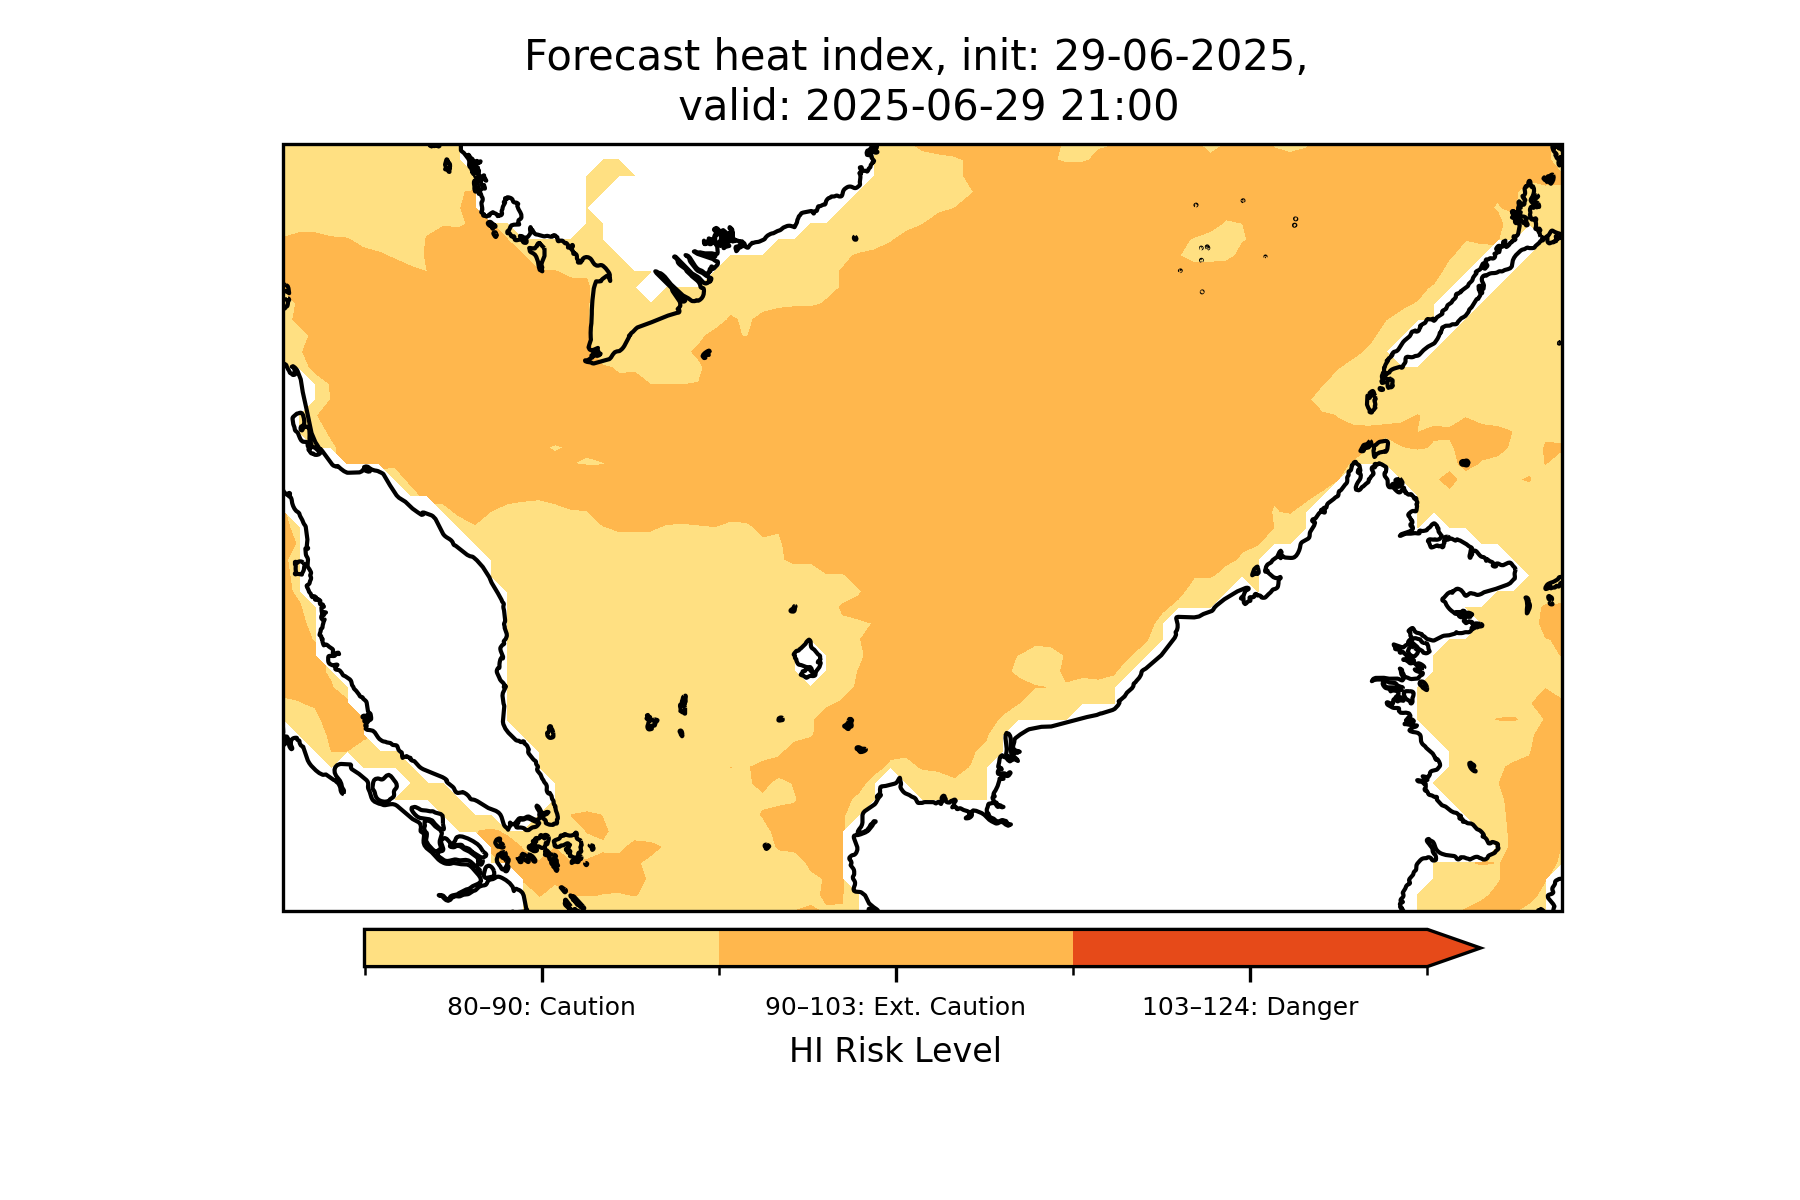 Forecast heat index, init: 29-06-2025,
valid: 2025-06-29 21:00
80–90: Caution
90–103: Ext. Caution
103–124: Danger
HI Risk Level